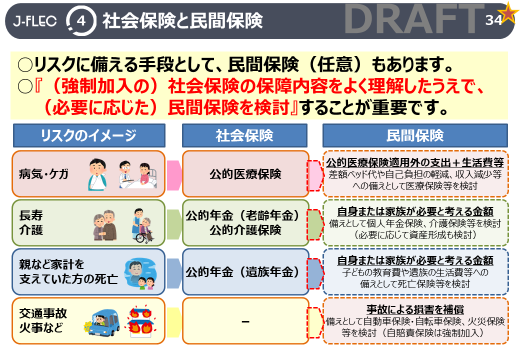 J-FLEC ④ 社会保険と民間保険 DRAFT 34
○リスクに備える手段として、民間保険（任意）もあります。
○『（強制加入の）社会保険の保障内容をよく理解したうえで、
（必要に応じた）民間保険を検討』することが重要です。
リスクのイメージ 社会保険 民間保険
病気・ケガ
公的医療保険
公的医療保険適用外の支出＋生活費等
差額ベッド代や自己負担の軽減、収入減少等
への備えとして医療保険等を検討
長寿
介護
公的年金（老齢年金）
公的介護保険
自身または家族が必要と考える金額
備えとして個人年金保険、介護保険等を検討
（必要に応じて資産形成も検討）
親など家計を
支えていた方の死亡
公的年金（遺族年金）
自身または家族が必要と考える金額
子どもの教育費や遺族の生活費等への
備えとして死亡保険等を検討
交通事故
火事など
－
事故による損害を補償
備えとして自動車保険・自転車保険、火災保険
等を検討（自賠責保険は強制加入）